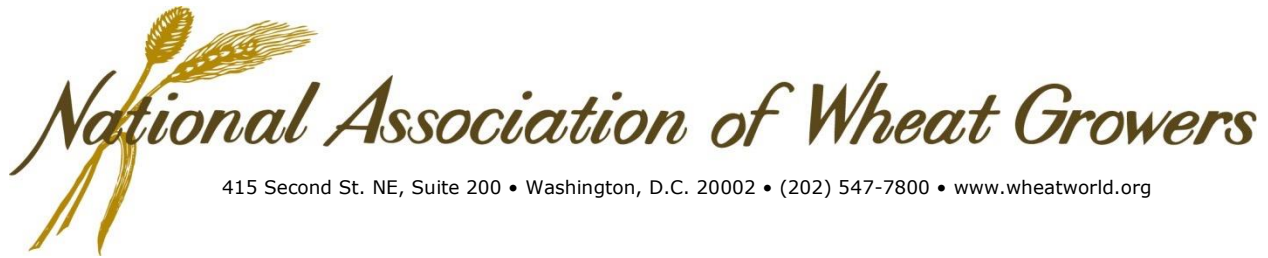 National Association of Wheat Growers
415 Second St. NE, Suite 200 • Washington, D.C. 20002 • (202) 547-7800 • www.wheatworld.org